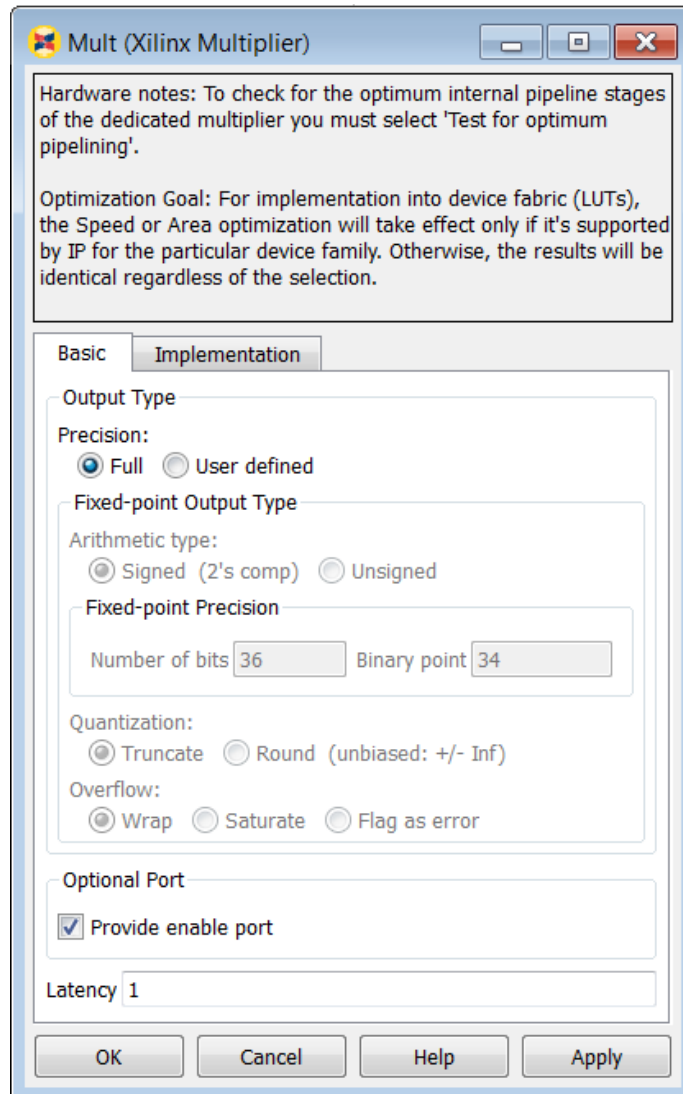 Mult (Xilinx Multiplier)
Hardware notes: To check for the optimum internal pipeline stages
of the dedicated multiplier you must select 'Test for optimum
pipelining'.
Optimization Goal: For implementation into device fabric (LUTs),
the Speed or Area optimization will take effect only if it's supported
by IP for the particular device family. Otherwise, the results will be
identical regardless of the selection.
Basic Implementation
Output Type
Precision:
Full User defined
Fixed-point Output Type
Arithmetic type:
Signed (2's comp) Unsigned
Fixed-point Precision
Number of bits 36 Binary point 34
Quantization:
Truncate Round (unbiased: +/- Inf)
Overflow:
Wrap Saturate Flag as error
Optional Port
Provide enable port
Latency 1
OK Cancel Help Apply